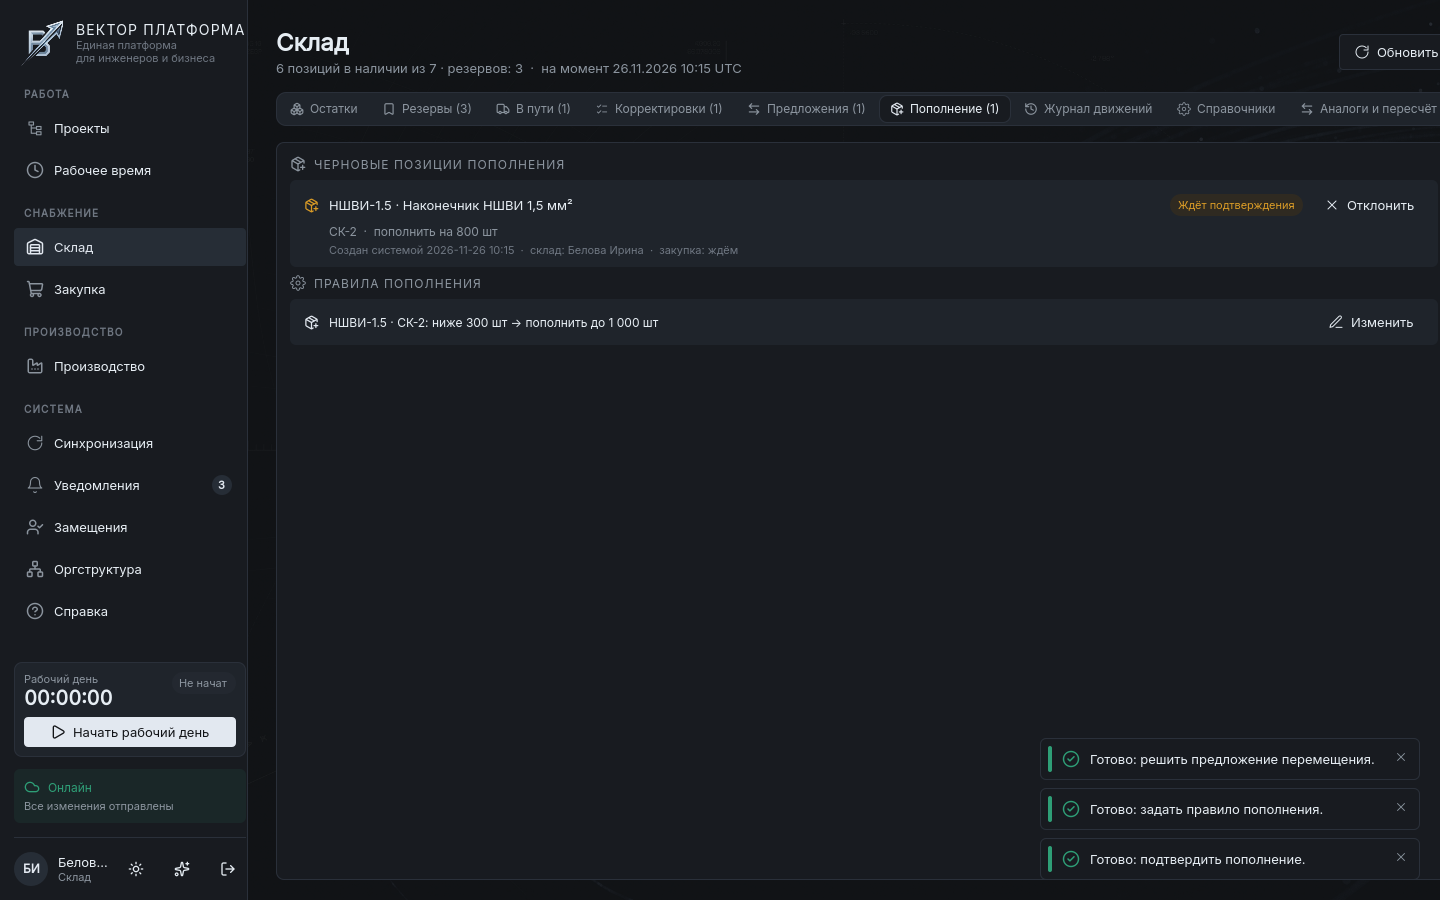 ВЕКТОР ПЛАТФОРМА
Единая платформа
для инженеров и бизнеса
РАБОТА
Проекты
Рабочее время
СНАБЖЕНИЕ
Склад
Закупка
ПРОИЗВОДСТВО
Производство
СИСТЕМА
Синхронизация
Уведомления 3
Замещения
Оргструктура
Справка
Рабочий день
Не начат
00:00:00
Начать рабочий день
Онлайн
Все изменения отправлены
БИ
Белов...
Склад
Склад
6 позиций в наличии из 7 · резервов: 3 · на момент 26.11.2026 10:15 UTC
Обновить
Остатки Резервы (3) В пути (1) Корректировки (1) Предложения (1) Пополнение (1) Журнал движений Справочники Аналоги и пересчёт
ЧЕРНОВЫЕ ПОЗИЦИИ ПОПОЛНЕНИЯ
НШВИ-1.5 · Наконечник НШВИ 1,5 мм² Ждёт подтверждения Отклонить
СК-2 · пополнить на 800 шт
Создан системой 2026-11-26 10:15 · склад: Белова Ирина · закупка: ждём
ПРАВИЛА ПОПОЛНЕНИЯ
НШВИ-1.5 · СК-2: ниже 300 шт → пополнить до 1 000 шт Изменить
Готово: решить предложение перемещения.
Готово: задать правило пополнения.
Готово: подтвердить пополнение.